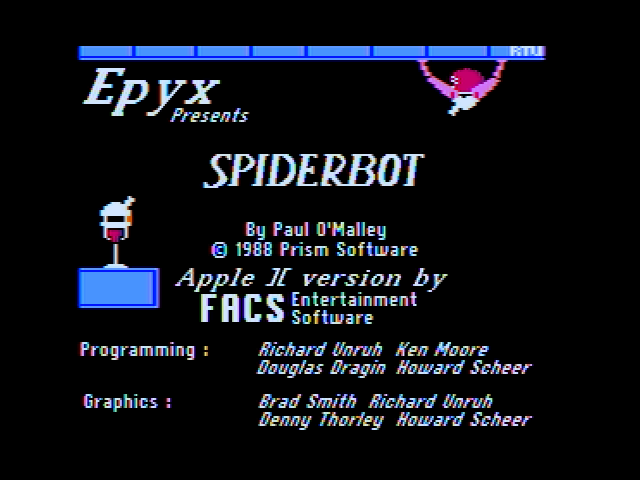 RTU
Epyx
Presents
SPIDERBOT
By Paul O'Malley
© 1988 Prism Software
Apple II version by
FACS Entertainment
Software
Programming : Richard Unruh Ken Moore
Douglas Dragin Howard Scheer
Graphics : Brad Smith Richard Unruh
Denny Thorley Howard Scheer